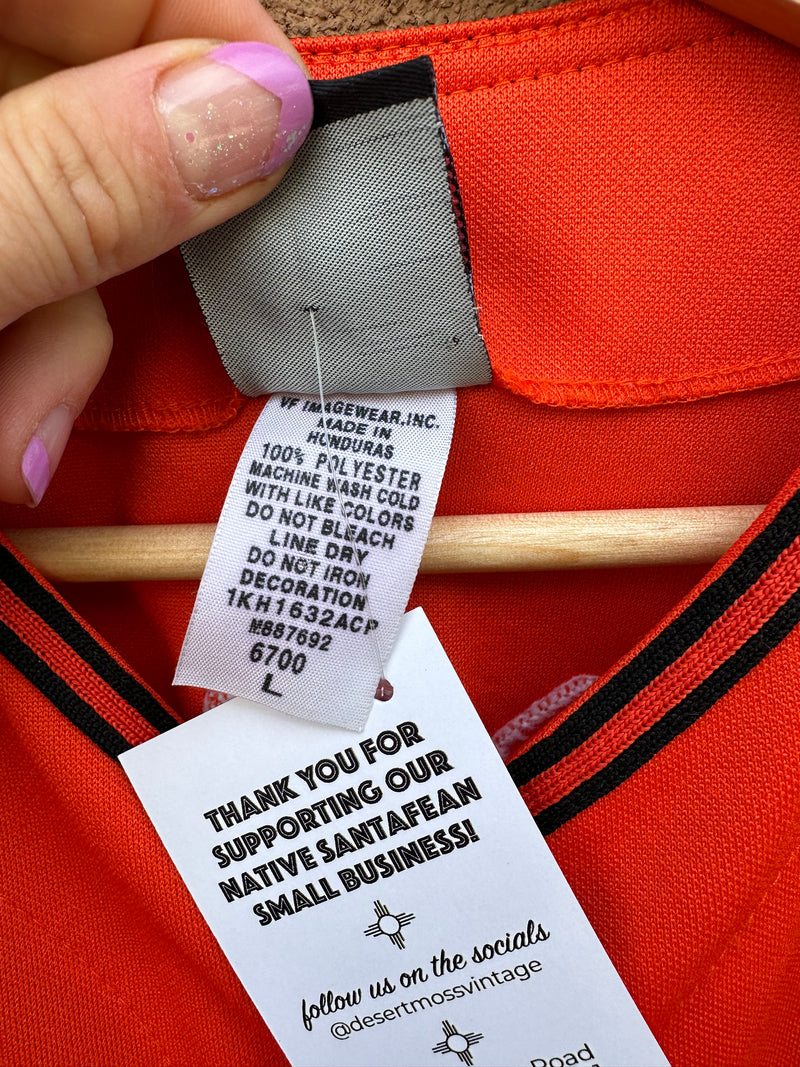 VF IMAGEWEAR, INC.
MADE IN
HONDURAS
100% POLYESTER
MACHINE WASH COLD
WITH LIKE COLORS
DO NOT BLEACH
LINE DRY
DO NOT IRON
DECORATION
1KH1632ACP
M887692
6700
L
THANK YOU FOR
SUPPORTING OUR
NATIVE SANTAFEAN
SMALL BUSINESS!
follow us on the socials
@desertmossvintage
Road